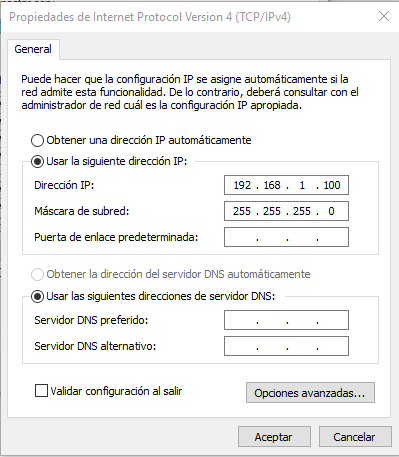 Propiedades de Internet Protocol Version 4 (TCP/IPv4)
General
Puede hacer que la configuración IP se asigne automáticamente si la
red admite esta funcionalidad. De lo contrario, deberá consultar con el
administrador de red cuál es la configuración IP apropiada.
Obtener una dirección IP automáticamente
Usar la siguiente dirección IP:
Dirección IP: 192 . 168 . 1 . 100
Máscara de subred: 255 . 255 . 255 . 0
Puerta de enlace predeterminada: . . .
Obtener la dirección del servidor DNS automáticamente
Usar las siguientes direcciones de servidor DNS:
Servidor DNS preferido: . . .
Servidor DNS alternativo: . . .
Validar configuración al salir
Opciones avanzadas...
Aceptar Cancelar